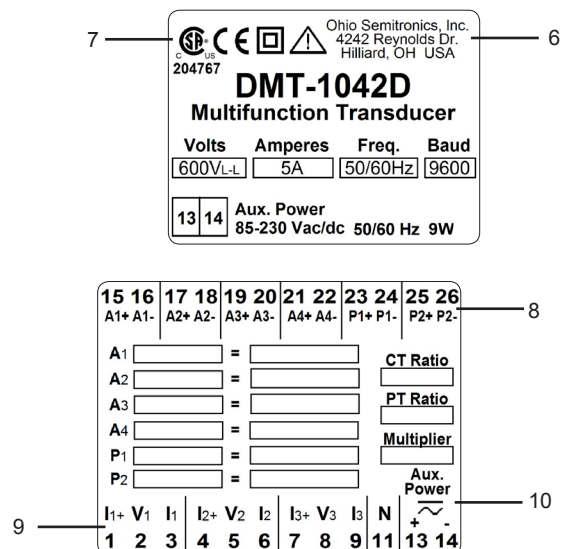 7
C US
204767
Ohio Semitronics, Inc.
4242 Reynolds Dr.
Hilliard, OH USA
6
DMT-1042D
Multifunction Transducer
Volts Amperes Freq. Baud
600VL-L 5A 50/60Hz 9600
13 14
Aux. Power
85-230 Vac/dc 50/60 Hz 9W
15 16 17 18 19 20 21 22 23 24 25 26
A1+ A1- A2+ A2- A3+ A3- A4+ A4- P1+ P1- P2+ P2-
8
A1 =
A2 =
A3 =
A4 =
P1 =
P2 =
CT Ratio
PT Ratio
Multiplier
Aux.
Power
10
+ -
9
I1+ V1 I1 I2+ V2 I2 I3+ V3 I3 N
1 2 3 4 5 6 7 8 9 11 13 14